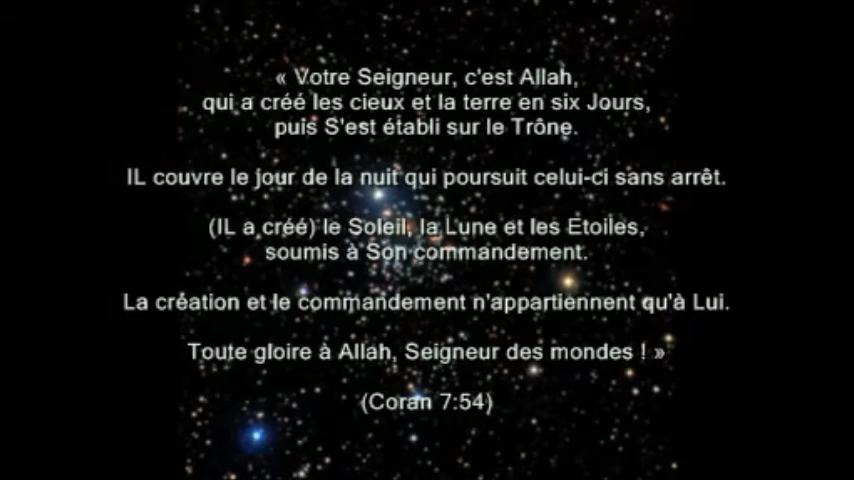 « Votre Seigneur, c'est Allah,
qui a créé les cieux et la terre en six Jours,
puis S'est établi sur le Trône.
IL couvre le jour de la nuit qui poursuit celui-ci sans arrêt.
(IL a créé) le Soleil, la Lune et les Etoiles,
soumis à Son commandement.
La création et le commandement n'appartiennent qu'à Lui.
Toute gloire à Allah, Seigneur des mondes ! »
(Coran 7:54)